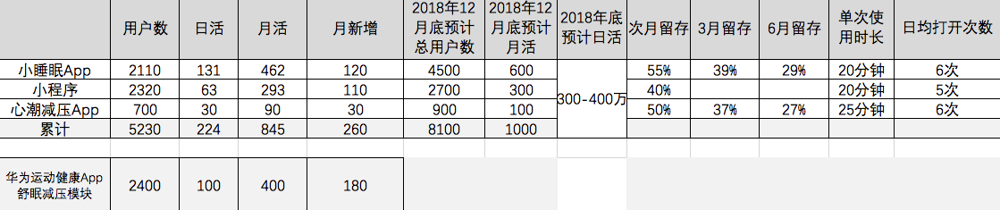 用户数 日活 月活 月新增 2018年12月底预计总用户数 2018年12月底预计月活 2018年底预计日活 次月留存 3月留存 6月留存 单次使用时长 日均打开次数
小睡眠App 2110 131 462 120 4500 600 300-400万 55% 39% 29% 20分钟 6次
小程序 2320 63 293 110 2700 300 40% 20分钟 5次
心潮减压App 700 30 90 30 900 100 50% 37% 27% 25分钟 6次
累计 5230 224 845 260 8100 1000
华为运动健康App舒眠减压模块 2400 100 400 180